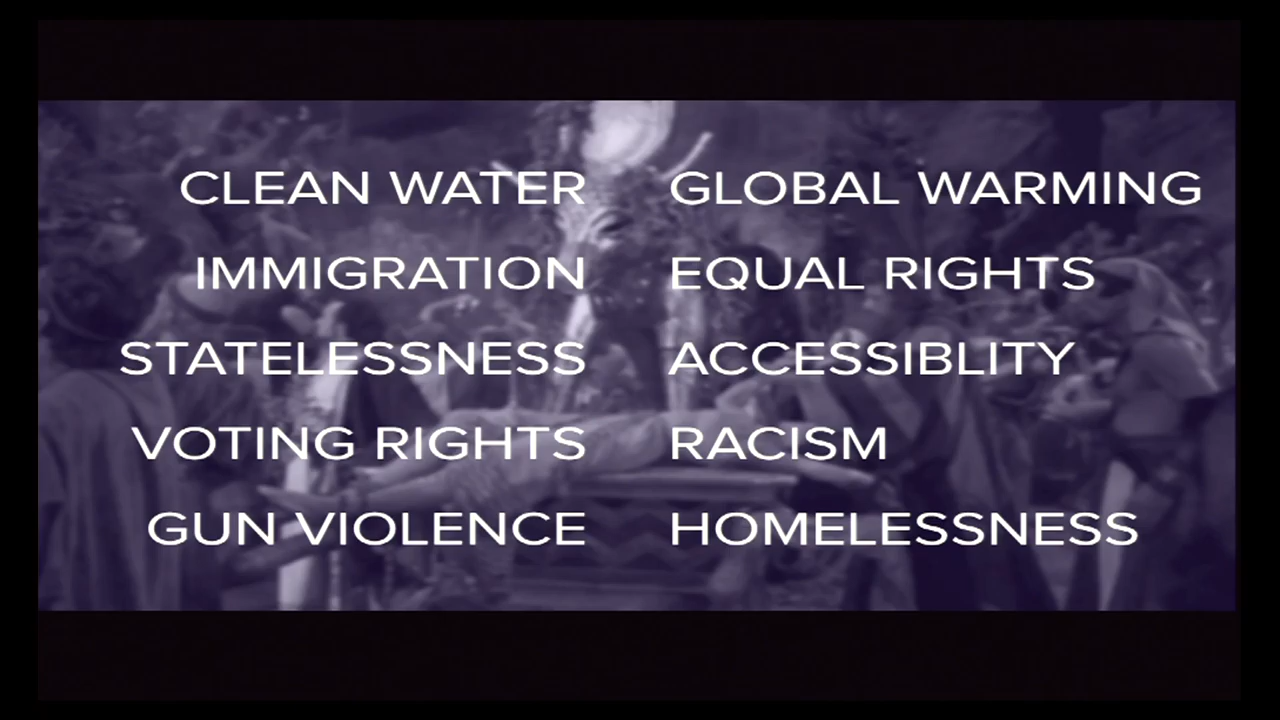 CLEAN WATER
IMMIGRATION
STATELESSNESS
VOTING RIGHTS
GUN VIOLENCE
GLOBAL WARMING
EQUAL RIGHTS
ACCESSIBLITY
RACISM
HOMELESSNESS